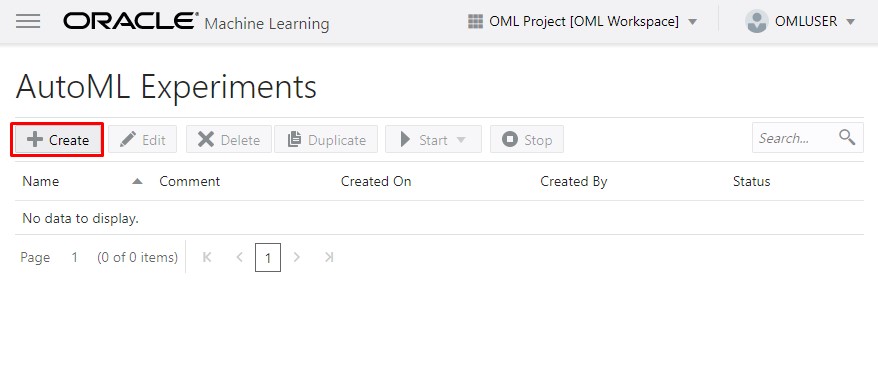 ORACLE® Machine Learning OML Project [OML Workspace] OMLUSER
AutoML Experiments
Create Edit Delete Duplicate Start Stop Search...
Name Comment Created On Created By Status
No data to display.
Page 1 (0 of 0 items) 1